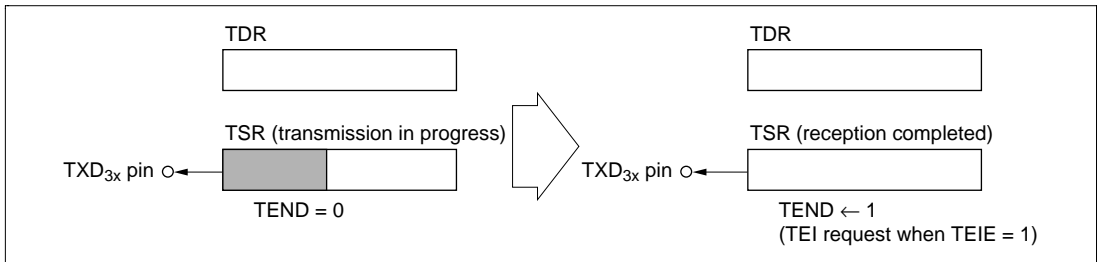 TDR
TSR (transmission in progress)
TXD3x pin
TEND = 0
TDR
TSR (reception completed)
TXD3x pin
TEND ← 1
(TEI request when TEIE = 1)